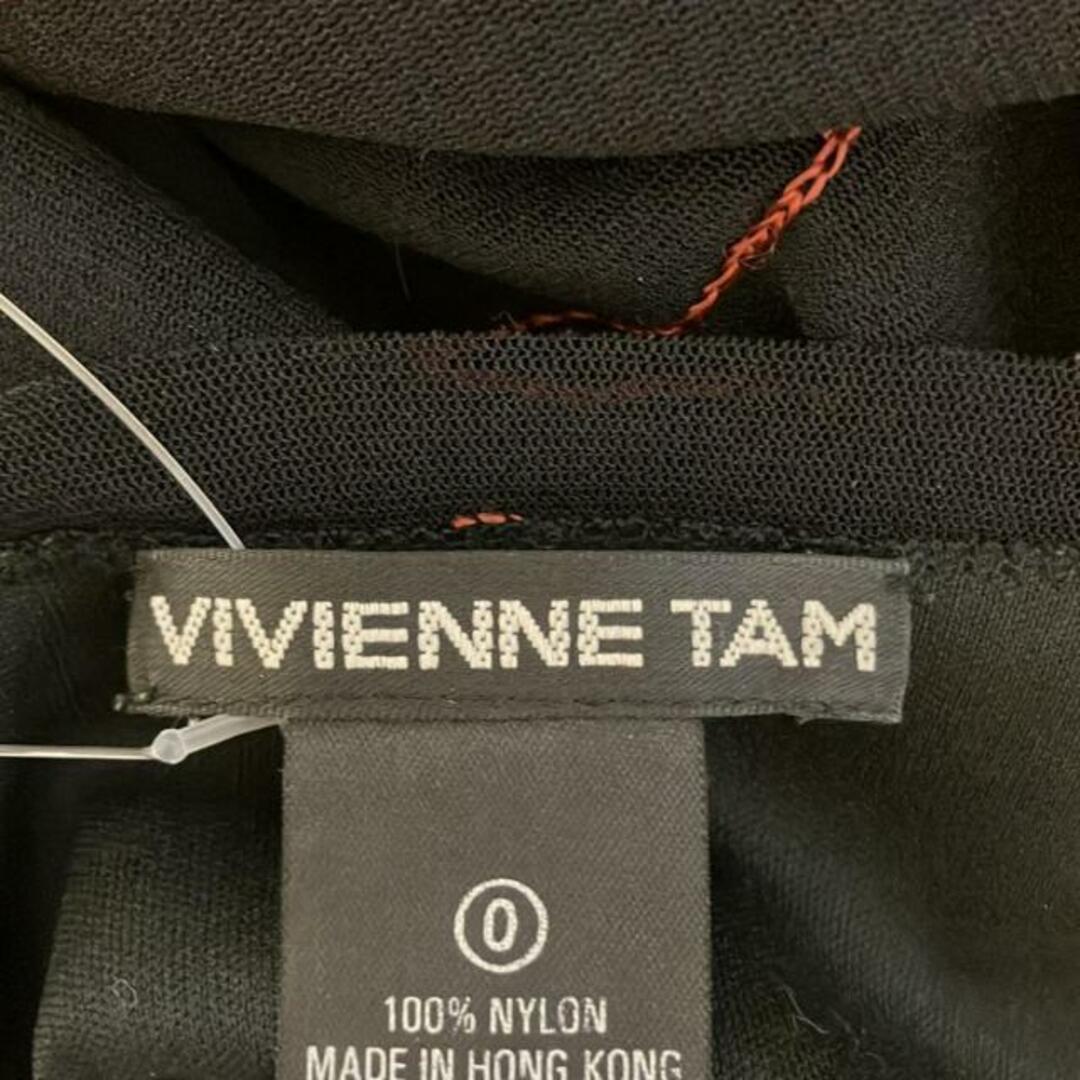 VIVIENNE TAM
0
100% NYLON
MADE IN HONG KONG